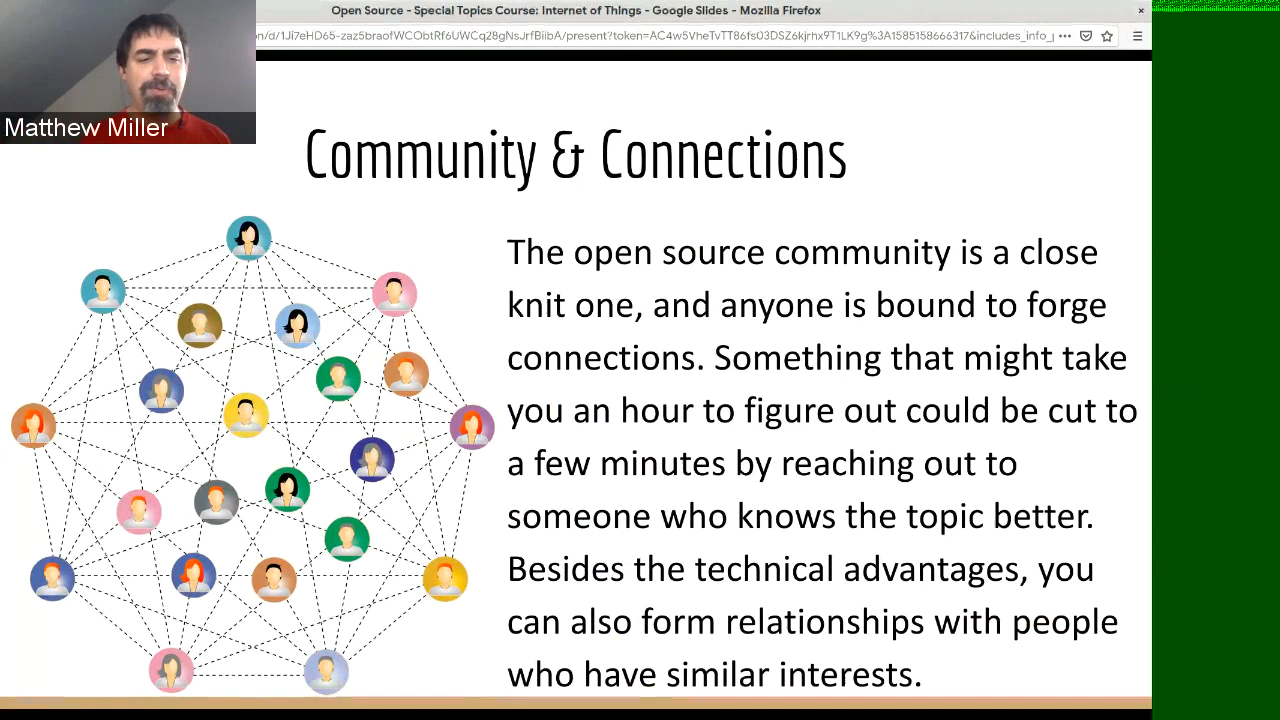 Open Source - Special Topics Course: Internet of Things - Google Slides - Mozilla Firefox
Matthew Miller
Community & Connections
The open source community is a close
knit one, and anyone is bound to forge
connections. Something that might take
you an hour to figure out could be cut to
a few minutes by reaching out to
someone who knows the topic better.
Besides the technical advantages, you
can also form relationships with people
who have similar interests.